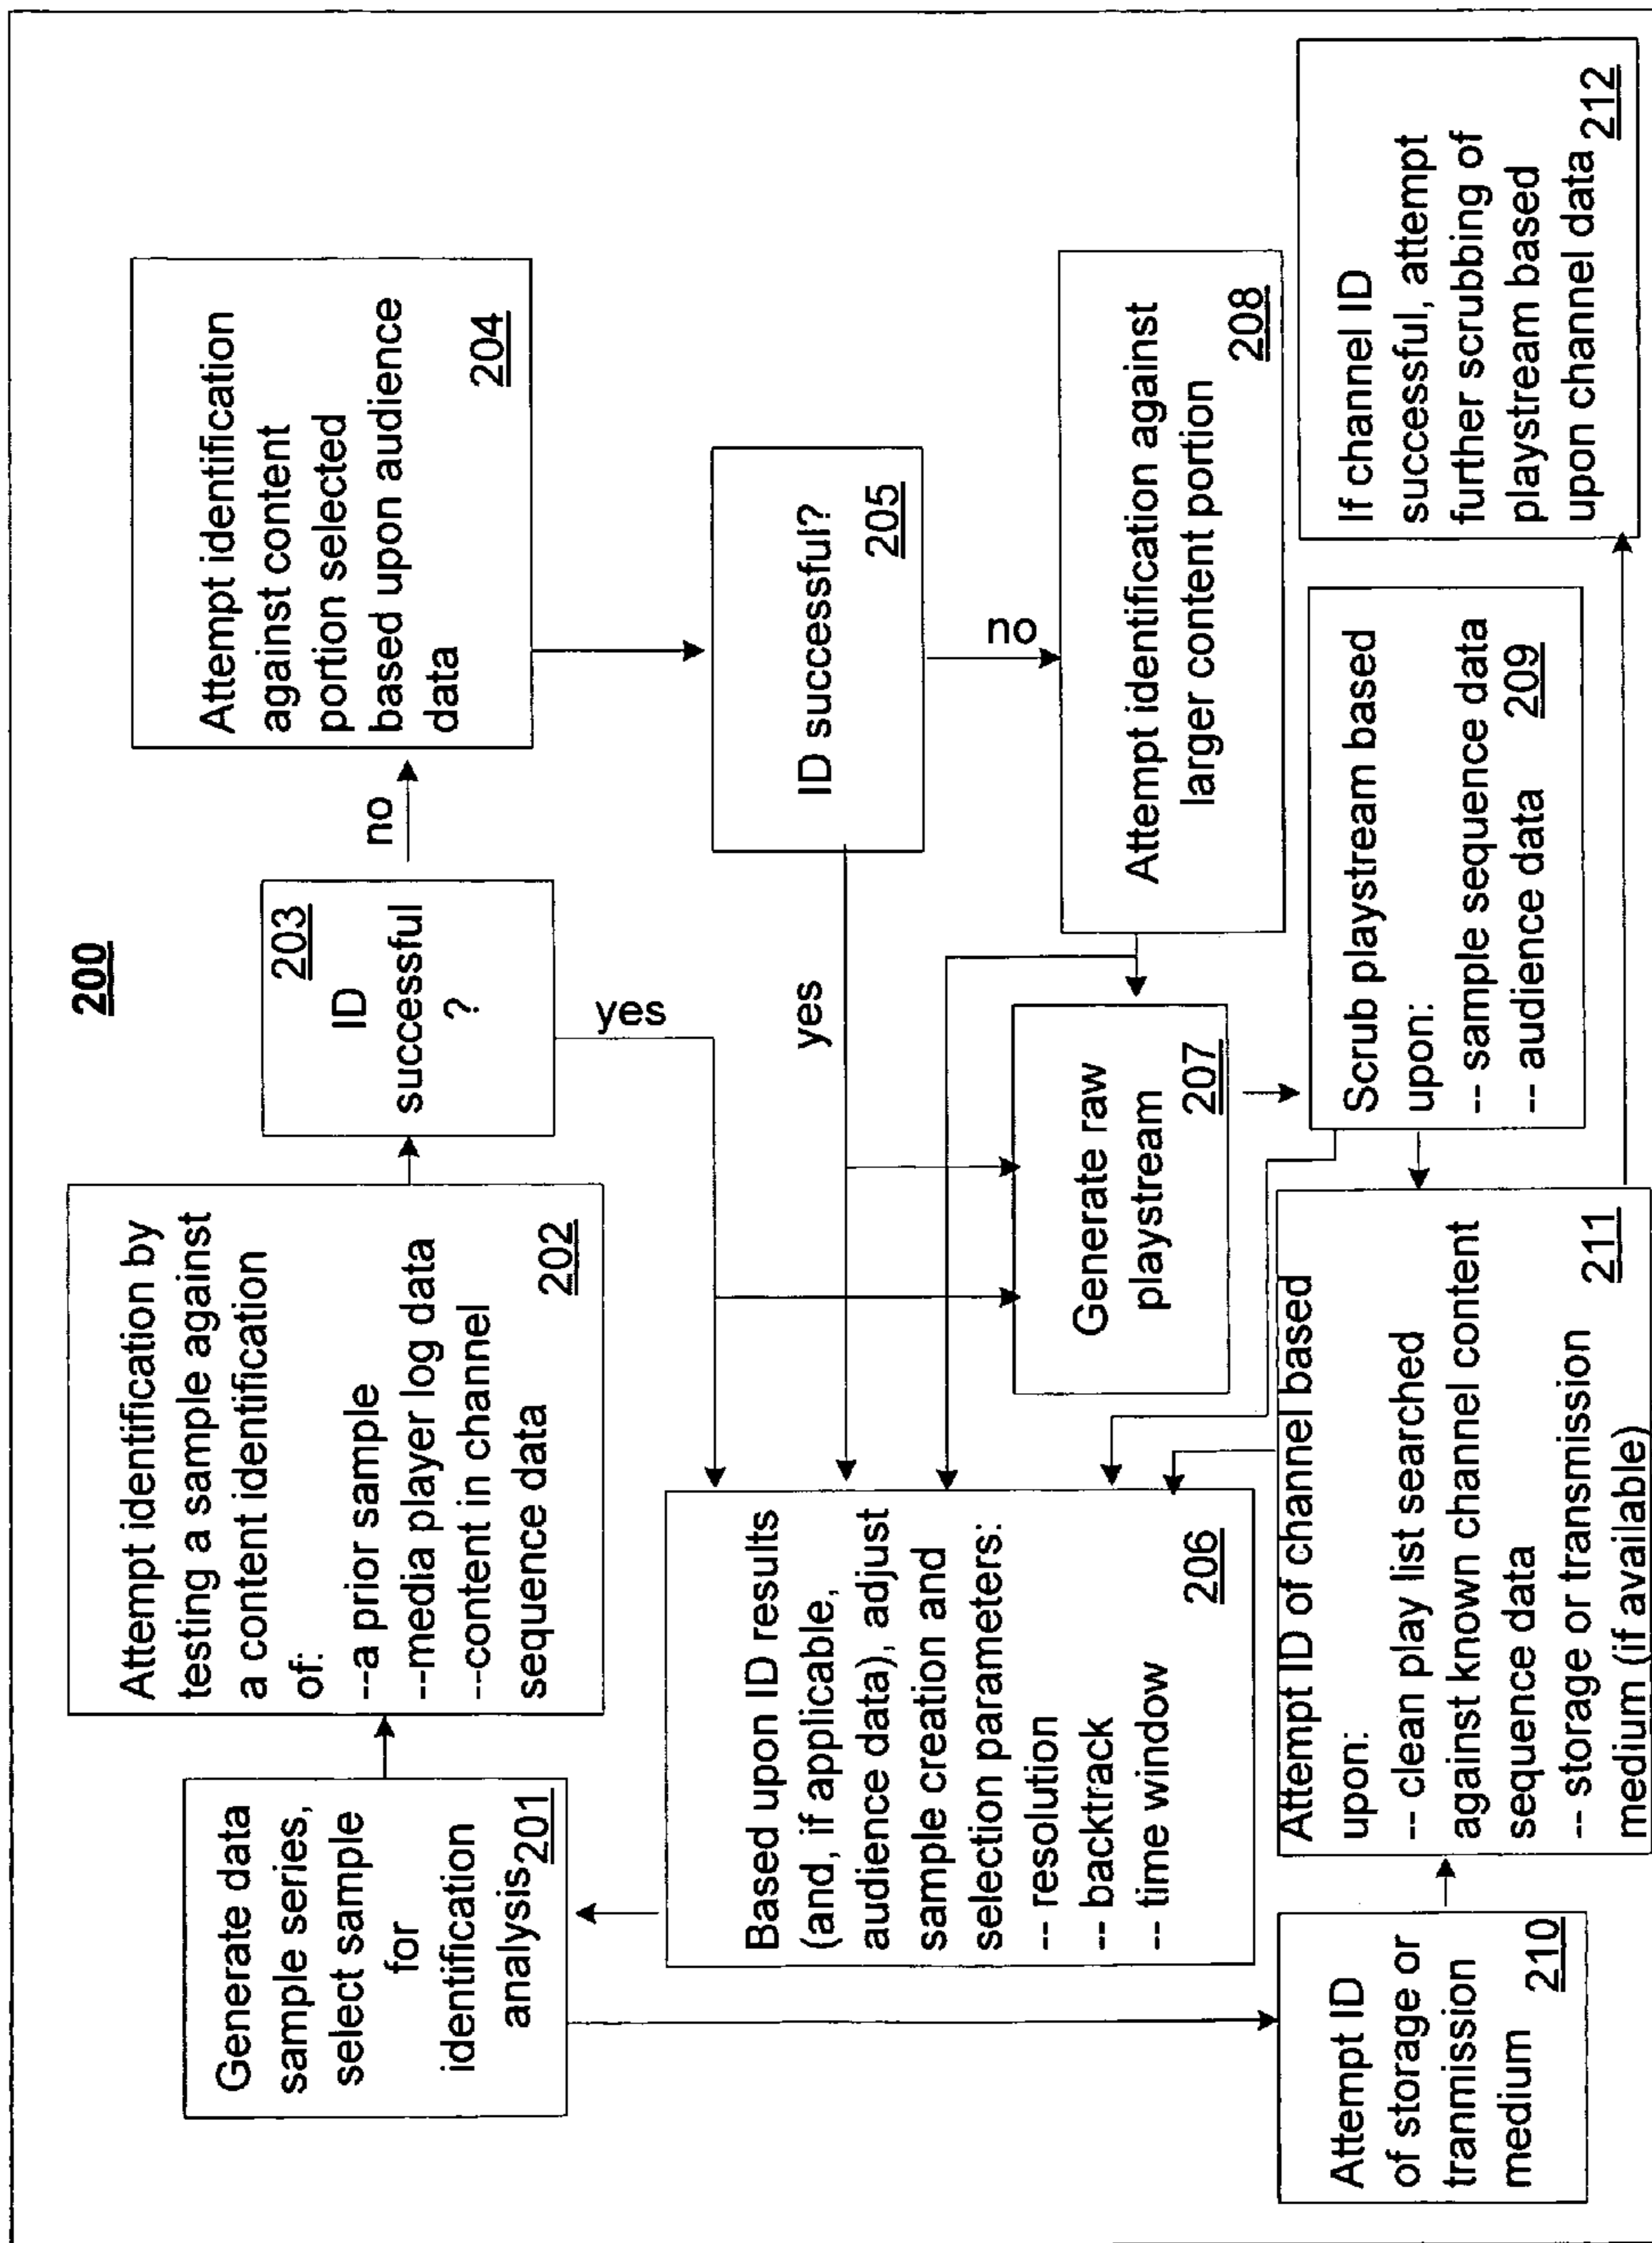 200
Generate data
sample series,
select sample
for
identification
analysis
201
Attempt identification by
testing a sample against
a content identification
of:
--a prior sample
--media player log data
--content in channel
sequence data
202
203
ID
successful
?
no
yes
Attempt identification
against content
portion selected
based upon audience
data
204
ID successful?
205
yes
no
Based upon ID results
(and, if applicable,
audience data), adjust
sample creation and
selection parameters:
-- resolution
-- backtrack
-- time window
206
Generate raw
playstream
207
Attempt identification against
larger content portion
208
Scrub playstream based
upon:
-- sample sequence data
-- audience data
209
Attempt ID
of storage or
tranmission
medium
210
Attempt ID of channel based
upon:
-- clean play list searched
against known channel content
sequence data
-- storage or transmission
medium (if available)
211
If channel ID
successful, attempt
further scrubbing of
playstream based
upon channel data
212